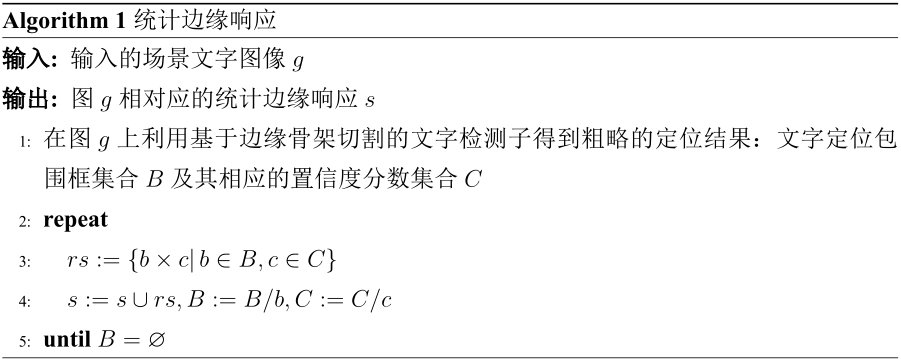 Algorithm 1 统计边缘响应
输入: 输入的场景文字图像 g
输出: 图 g 相对应的统计边缘响应 s
1: 在图 g 上利用基于边缘骨架切割的文字检测子得到粗略的定位结果：文字定位包
围框集合 B 及其相应的置信度分数集合 C
2: repeat
3: rs := {b × c| b ∈ B, c ∈ C}
4: s := s ∪ rs, B := B/b, C := C/c
5: until B = ∅